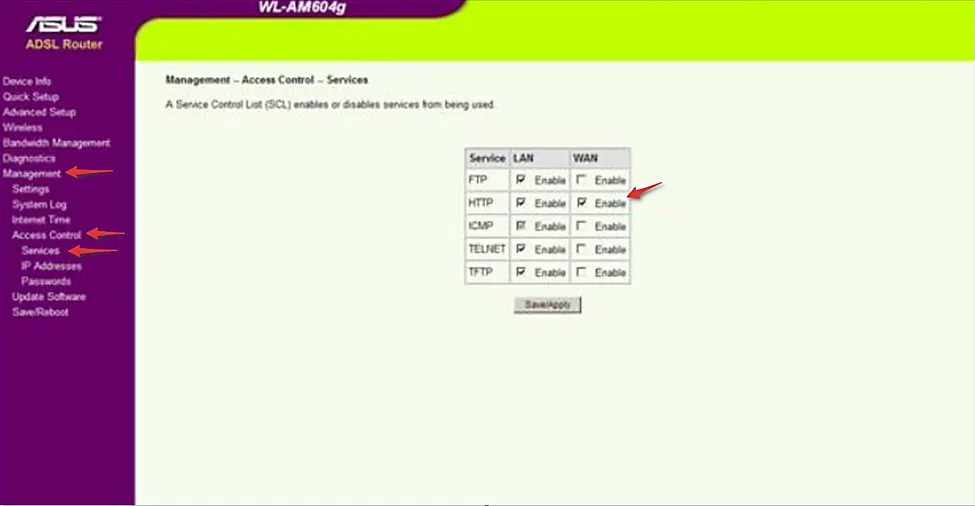 WL-AM604g
ASUS
ADSL Router
Device Info
Quick Setup
Advanced Setup
Wireless
Bandwidth Management
Diagnostics
Management
Settings
System Log
Internet Time
Access Control
Services
IP Addresses
Passwords
Update Software
Save/Reboot
Management -- Access Control -- Services
A Service Control List (SCL) enables or disables services from being used.
Service LAN WAN
FTP Enable Enable
HTTP Enable Enable
ICMP Enable Enable
TELNET Enable Enable
TFTP Enable Enable
Save/Apply